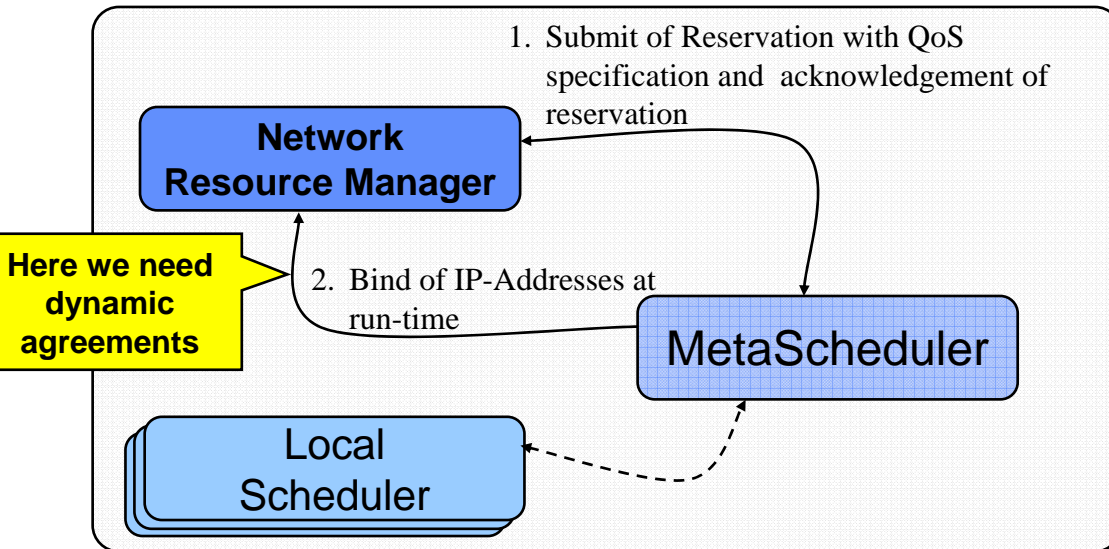 1. Submit of Reservation with QoS
specification and acknowledgement of
reservation
Network
Resource Manager
Here we need
dynamic
agreements
2. Bind of IP-Addresses at
run-time
MetaScheduler
Local
Scheduler